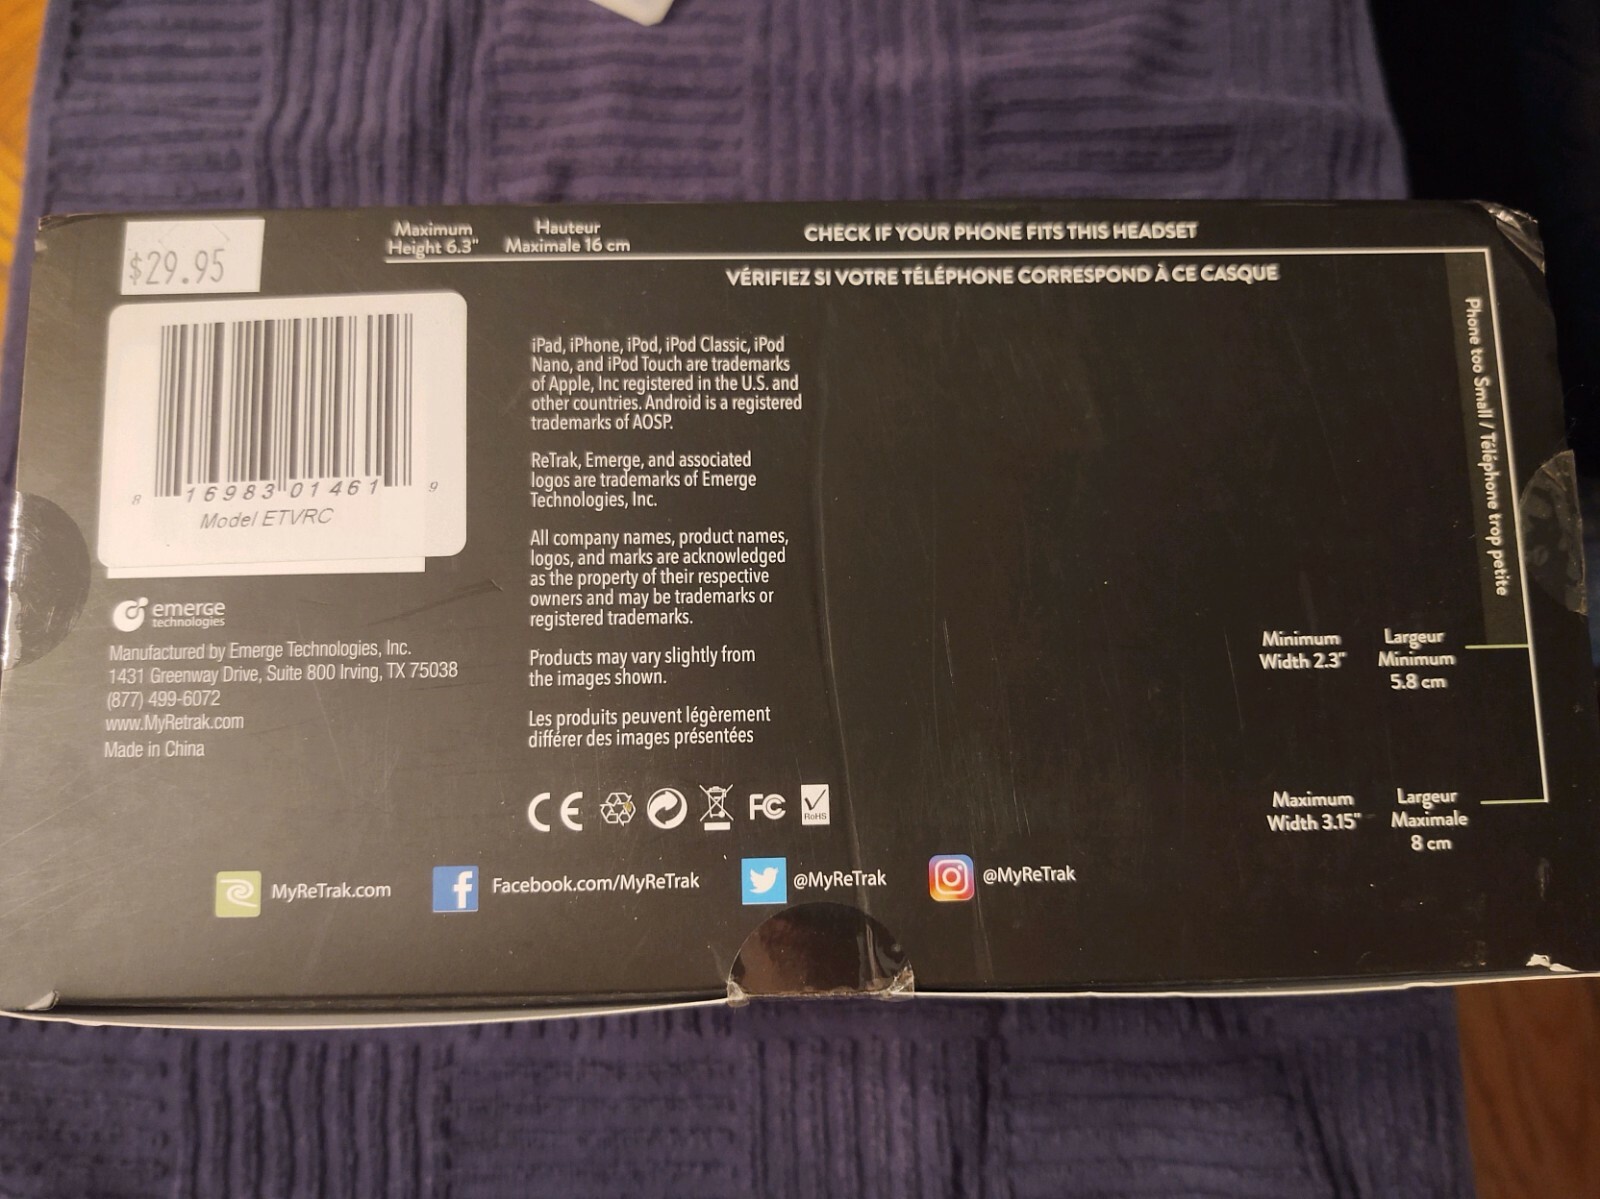 $29.95
Maximum
Height 6.3"
Hauteur
Maximale 16 cm
CHECK IF YOUR PHONE FITS THIS HEADSET
VÉRIFIEZ SI VOTRE TÉLÉPHONE CORRESPOND À CE CASQUE
Phone too Small / Téléphone trop petite
8 16983 01461 9
Model ETVRC
emerge
technologies
Manufactured by Emerge Technologies, Inc.
1431 Greenway Drive, Suite 800 Irving, TX 75038
(877) 499-6072
www.MyRetrak.com
Made in China
iPad, iPhone, iPod, iPod Classic, iPod
Nano, and iPod Touch are trademarks
of Apple, Inc registered in the U.S. and
other countries. Android is a registered
trademarks of AOSP.
ReTrak, Emerge, and associated
logos are trademarks of Emerge
Technologies, Inc.
All company names, product names,
logos, and marks are acknowledged
as the property of their respective
owners and may be trademarks or
registered trademarks.
Products may vary slightly from
the images shown.
Les produits peuvent légèrement
différer des images présentées
CE
FC
RoHS
Minimum
Width 2.3"
Largeur
Minimum
5.8 cm
Maximum
Width 3.15"
Largeur
Maximale
8 cm
MyReTrak.com
Facebook.com/MyReTrak
@MyReTrak
@MyReTrak